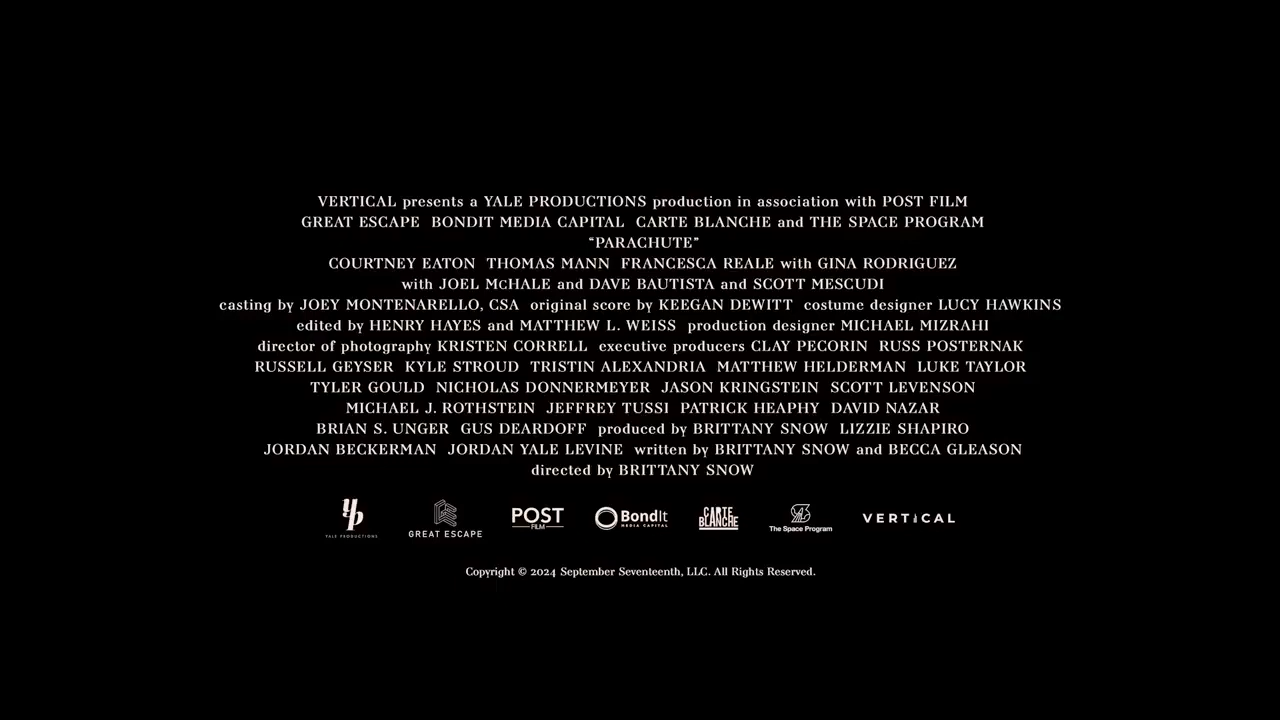 VERTICAL presents a YALE PRODUCTIONS production in association with POST FILM
GREAT ESCAPE BONDIT MEDIA CAPITAL CARTE BLANCHE and THE SPACE PROGRAM
“PARACHUTE”
COURTNEY EATON THOMAS MANN FRANCESCA REALE with GINA RODRIGUEZ
with JOEL McHALE and DAVE BAUTISTA and SCOTT MESCUDI
casting by JOEY MONTENARELLO, CSA original score by KEEGAN DEWITT costume designer LUCY HAWKINS
edited by HENRY HAYES and MATTHEW L. WEISS production designer MICHAEL MIZRAHI
director of photography KRISTEN CORRELL executive producers CLAY PECORIN RUSS POSTERNAK
RUSSELL GEYSER KYLE STROUD TRISTIN ALEXANDRIA MATTHEW HELDERMAN LUKE TAYLOR
TYLER GOULD NICHOLAS DONNERMEYER JASON KRINGSTEIN SCOTT LEVENSON
MICHAEL J. ROTHSTEIN JEFFREY TUSSI PATRICK HEAPHY DAVID NAZAR
BRIAN S. UNGER GUS DEARDOFF produced by BRITTANY SNOW LIZZIE SHAPIRO
JORDAN BECKERMAN JORDAN YALE LEVINE written by BRITTANY SNOW and BECCA GLEASON
directed by BRITTANY SNOW
yp
YALE PRODUCTIONS
GREAT ESCAPE
POST
FILM
BondIt
MEDIA CAPITAL
CARTE
BLANCHE
The Space Program
VERTICAL
Copyright © 2024 September Seventeenth, LLC. All Rights Reserved.